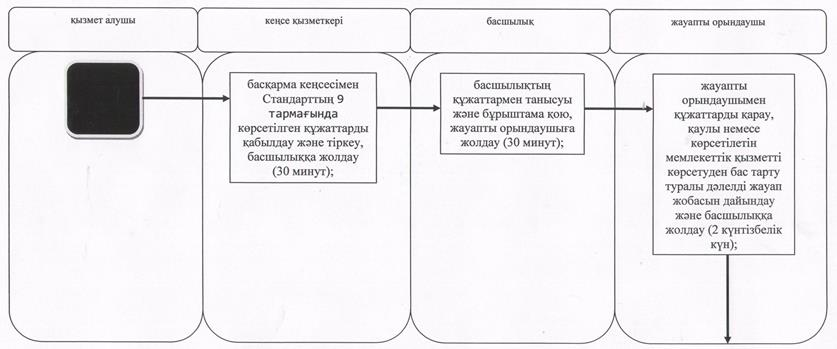 қызмет алушы
кеңсе қызметкері
басшылық
жауапты орындаушы
басқарма кеңсесімен
Стандарттың 9
тармағында
көрсетілген құжаттарды
қабылдау және тіркеу,
басшылыққа жолдау
(30 минут);
басшылықтың
құжаттармен танысуы
және бұрыштама қою,
жауапты орындаушыға
жолдау (30 минут);
жауапты
орындаушымен
құжаттарды қарау,
қаулы немесе
көрсетілетін
мемлекеттік қызметті
көрсетуден бас тарту
туралы дәлелді жауап
жобасын дайындау
және басшылыққа
жолдау (2 күнтізбелік
күн);